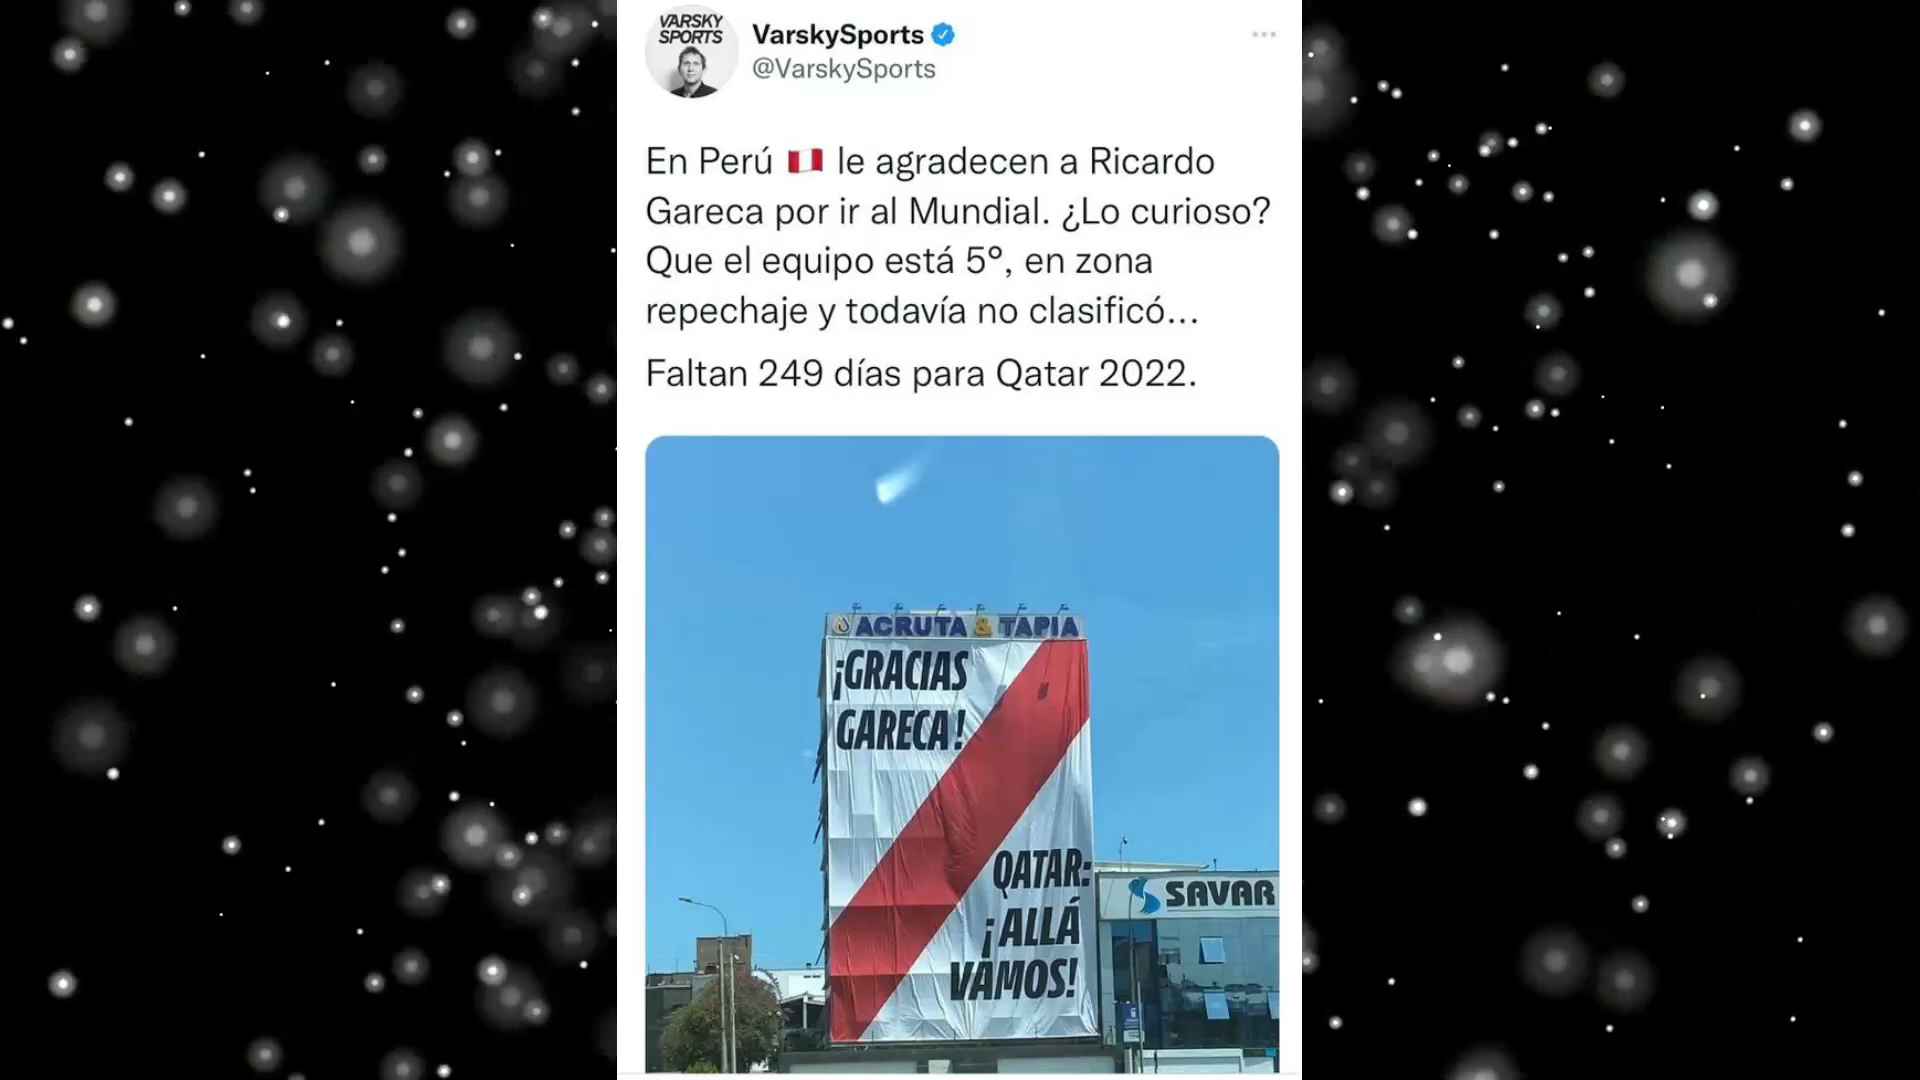 VARSKY
SPORTS
VarskySports
@VarskySports
En Perú 🇵🇪 le agradecen a Ricardo
Gareca por ir al Mundial. ¿Lo curioso?
Que el equipo está 5°, en zona
repechaje y todavía no clasificó...
Faltan 249 días para Qatar 2022.
ACRUTA & TAPIA
¡GRACIAS
GARECA!
QATAR:
¡ALLÁ
VAMOS!
SAVAR